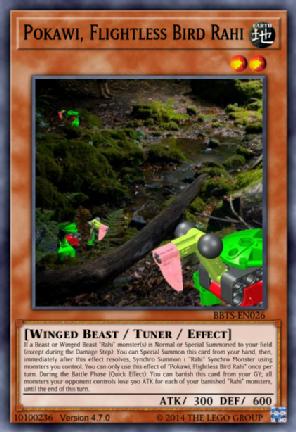 Pokawi, Flightless Bird Rahi
EARTH
地
BBTS-EN026
[Winged Beast / Tuner / Effect]
If a Beast or Winged Beast "Rahi" monster(s) is Normal or Special Summoned to your field
(except during the Damage Step): You can Special Summon this card from your hand, then,
immediately after this effect resolves, Synchro Summon 1 "Rahi" Synchro Monster using
monsters you control. You can only use this effect of "Pokawi, Flightless Bird Rahi" once per
turn. During the Battle Phase (Quick Effect): You can banish this card from your GY; all
monsters your opponent controls lose 300 ATK for each of your banished "Rahi" monsters,
until the end of this turn.
ATK/ 300 DEF/ 600
10100236 Version 4.7.0
©2014 THE LEGO GROUP